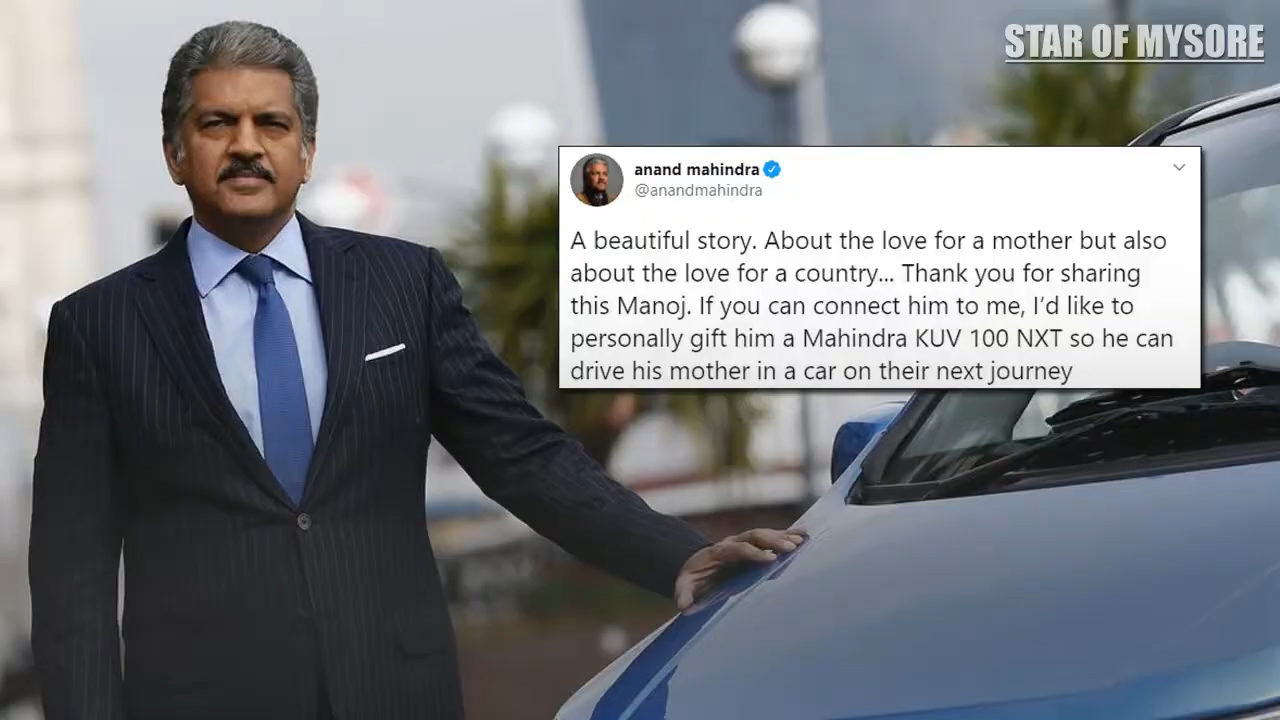 STAR OF MYSORE
anand mahindra
@anandmahindra
A beautiful story. About the love for a mother but also
about the love for a country... Thank you for sharing
this Manoj. If you can connect him to me, I'd like to
personally gift him a Mahindra KUV 100 NXT so he can
drive his mother in a car on their next journey